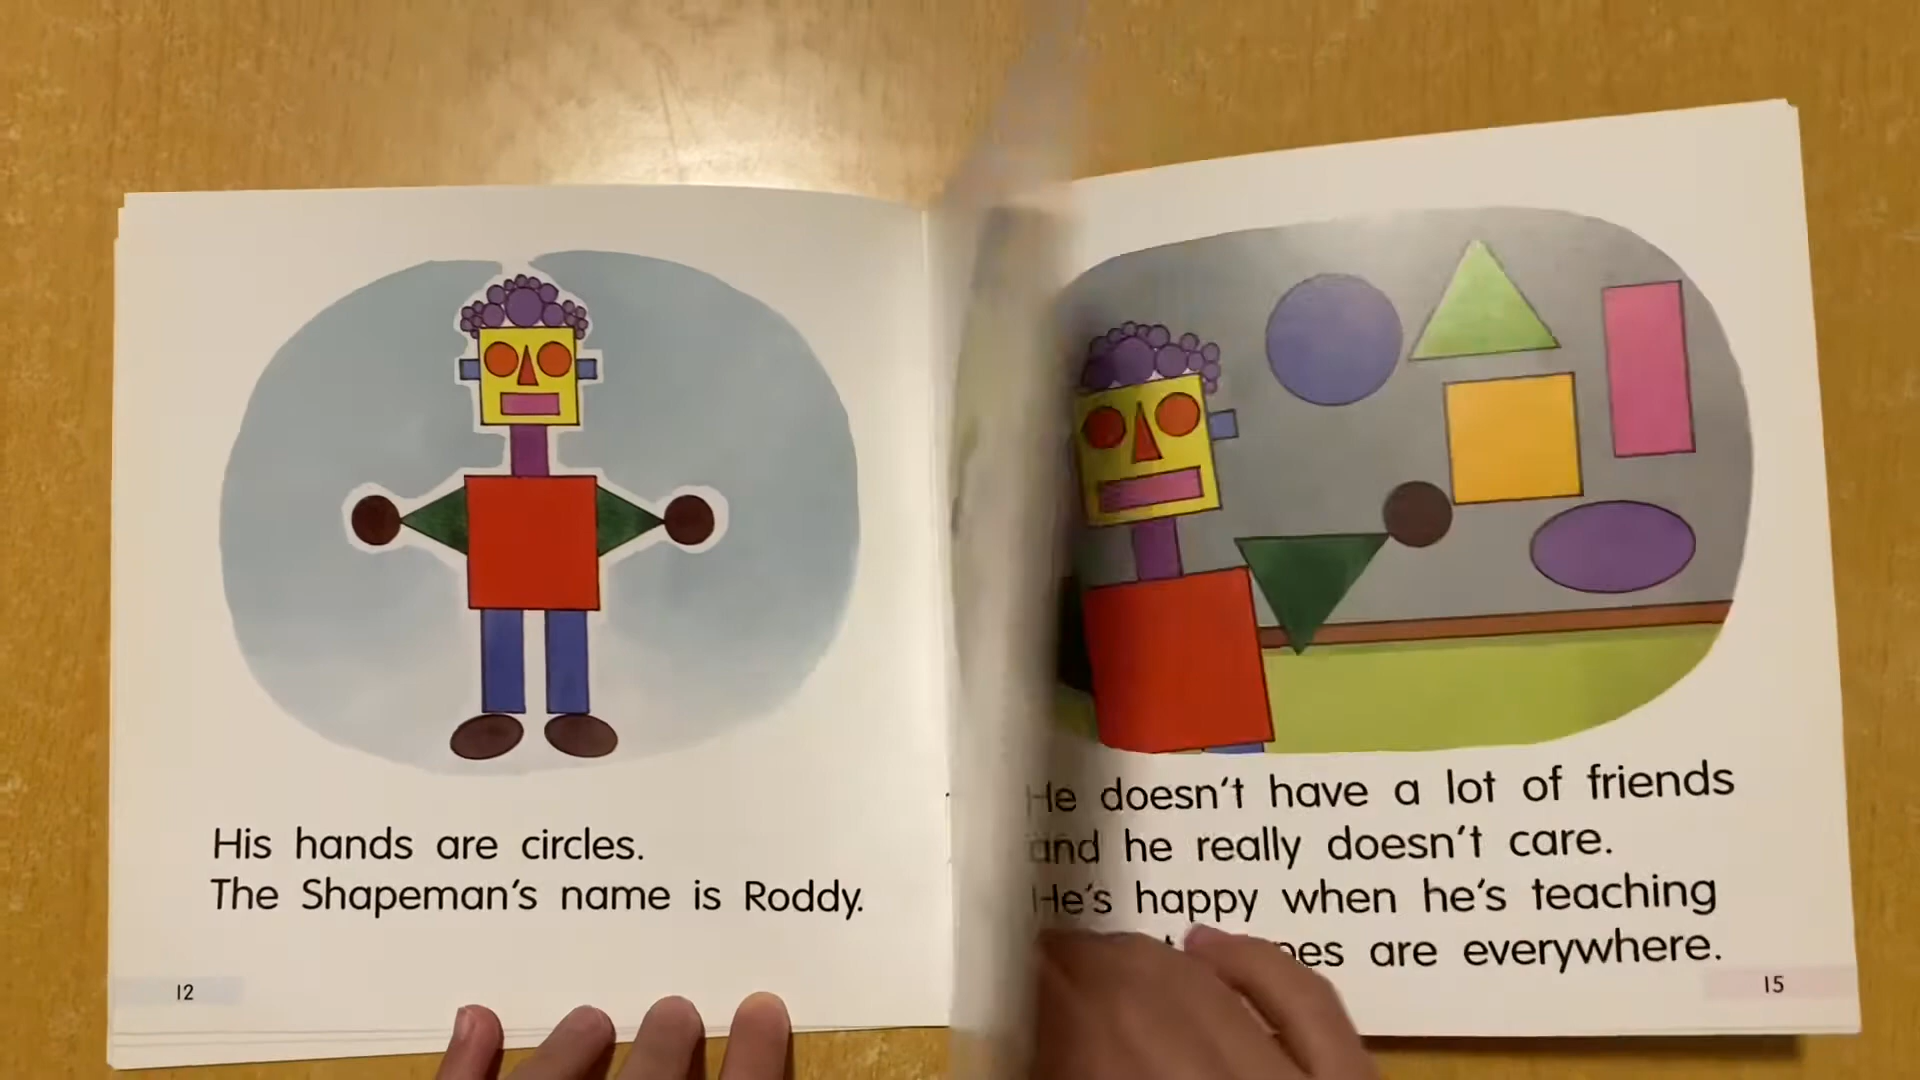 His hands are circles.
The Shapeman's name is Roddy.
12
He doesn't have a lot of friends
and he really doesn't care.
He's happy when he's teaching
are everywhere.
15